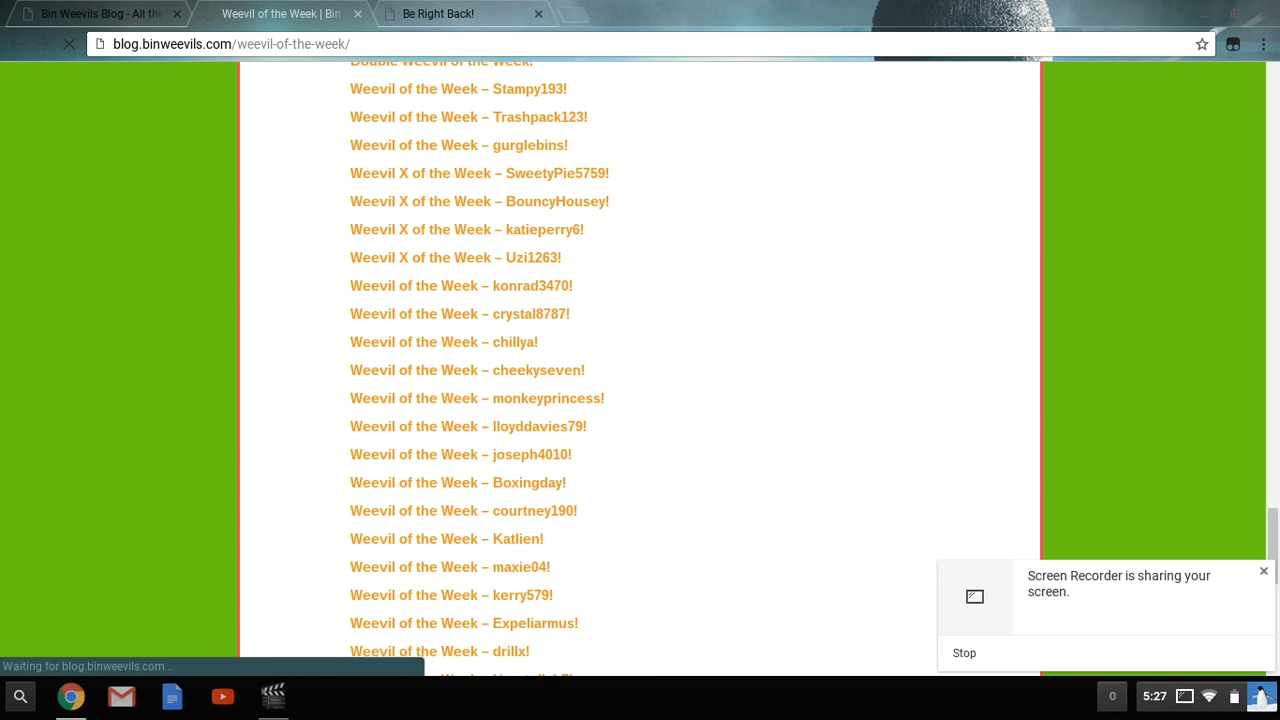 Bin Weevils Blog - All the
Weevil of the Week | Bin
Be Right Back!
blog.binweevils.com/weevil-of-the-week/
Double Weevil of the Week!
Weevil of the Week – Stampy193!
Weevil of the Week – Trashpack123!
Weevil of the Week – gurglebins!
Weevil X of the Week – SweetyPie5759!
Weevil X of the Week – BouncyHousey!
Weevil X of the Week – katieperry6!
Weevil X of the Week – Uzi1263!
Weevil of the Week – konrad3470!
Weevil of the Week – crystal8787!
Weevil of the Week – chillya!
Weevil of the Week – cheekyseven!
Weevil of the Week – monkeyprincess!
Weevil of the Week – lloyddavies79!
Weevil of the Week – joseph4010!
Weevil of the Week – Boxingday!
Weevil of the Week – courtney190!
Weevil of the Week – Katlien!
Weevil of the Week – maxie04!
Weevil of the Week – kerry579!
Weevil of the Week – Expeliarmus!
Weevil of the Week – drillx!
Screen Recorder is sharing your
screen.
Stop
Waiting for blog.binweevils.com...
0
5:27